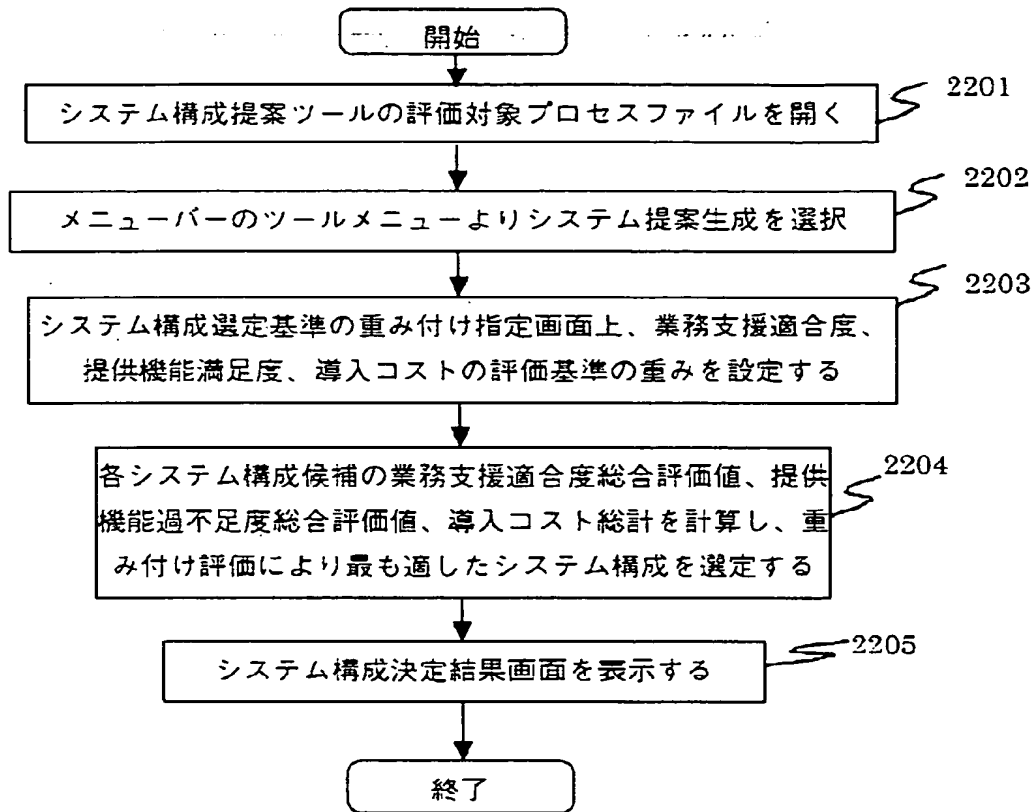 開始
2201
システム構成提案ツールの評価対象プロセスファイルを開く
2202
メニューバーのツールメニューよりシステム提案生成を選択
2203
システム構成選定基準の重み付け指定画面上、業務支援適合度、
提供機能満足度、導入コストの評価基準の重みを設定する
2204
各システム構成候補の業務支援適合度総合評価値、提供
機能過不足度総合評価値、導入コスト総計を計算し、重
み付け評価により最も適したシステム構成を選定する
2205
システム構成決定結果画面を表示する
終了